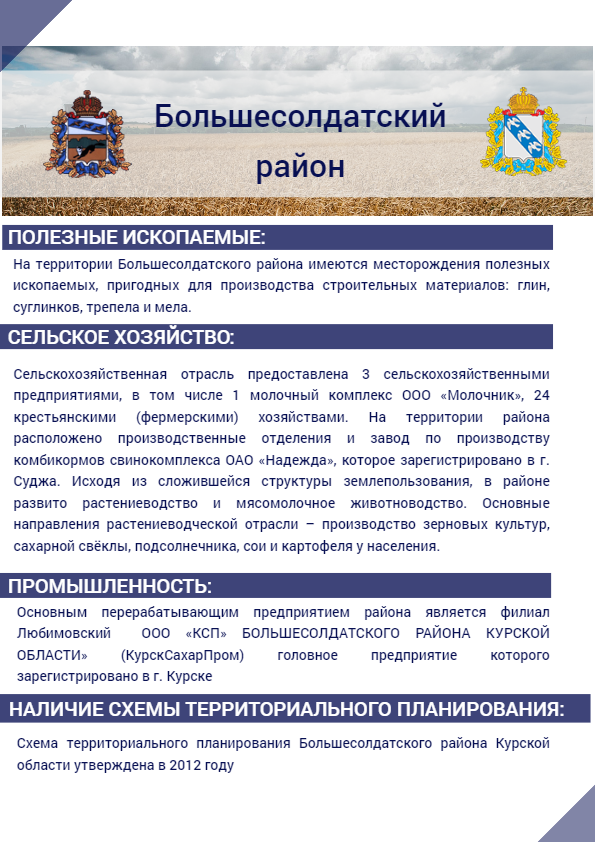 Большесолдатский
район
ПОЛЕЗНЫЕ ИСКОПАЕМЫЕ:
На территории Большесолдатского района имеются месторождения полезных
ископаемых, пригодных для производства строительных материалов: глин,
суглинков, трепела и мела.
СЕЛЬСКОЕ ХОЗЯЙСТВО:
Сельскохозяйственная отрасль предоставлена 3 сельскохозяйственными
предприятиями, в том числе 1 молочный комплекс ООО «Молочник», 24
крестьянскими (фермерскими) хозяйствами. На территории района
расположено производственные отделения и завод по производству
комбикормов свинокомплекса ОАО «Надежда», которое зарегистрировано в г.
Суджа. Исходя из сложившейся структуры землепользования, в районе
развито растениеводство и мясомолочное животноводство. Основные
направления растениеводческой отрасли – производство зерновых культур,
сахарной свёклы, подсолнечника, сои и картофеля у населения.
ПРОМЫШЛЕННОСТЬ:
Основным перерабатывающим предприятием района является филиал
Любимовский ООО «КСП» БОЛЬШЕСОЛДАТСКОГО РАЙОНА КУРСКОЙ
ОБЛАСТИ» (КурскСахарПром) головное предприятие которого
зарегистрировано в г. Курске
НАЛИЧИЕ СХЕМЫ ТЕРРИТОРИАЛЬНОГО ПЛАНИРОВАНИЯ:
Схема территориального планирования Большесолдатского района Курской
области утверждена в 2012 году